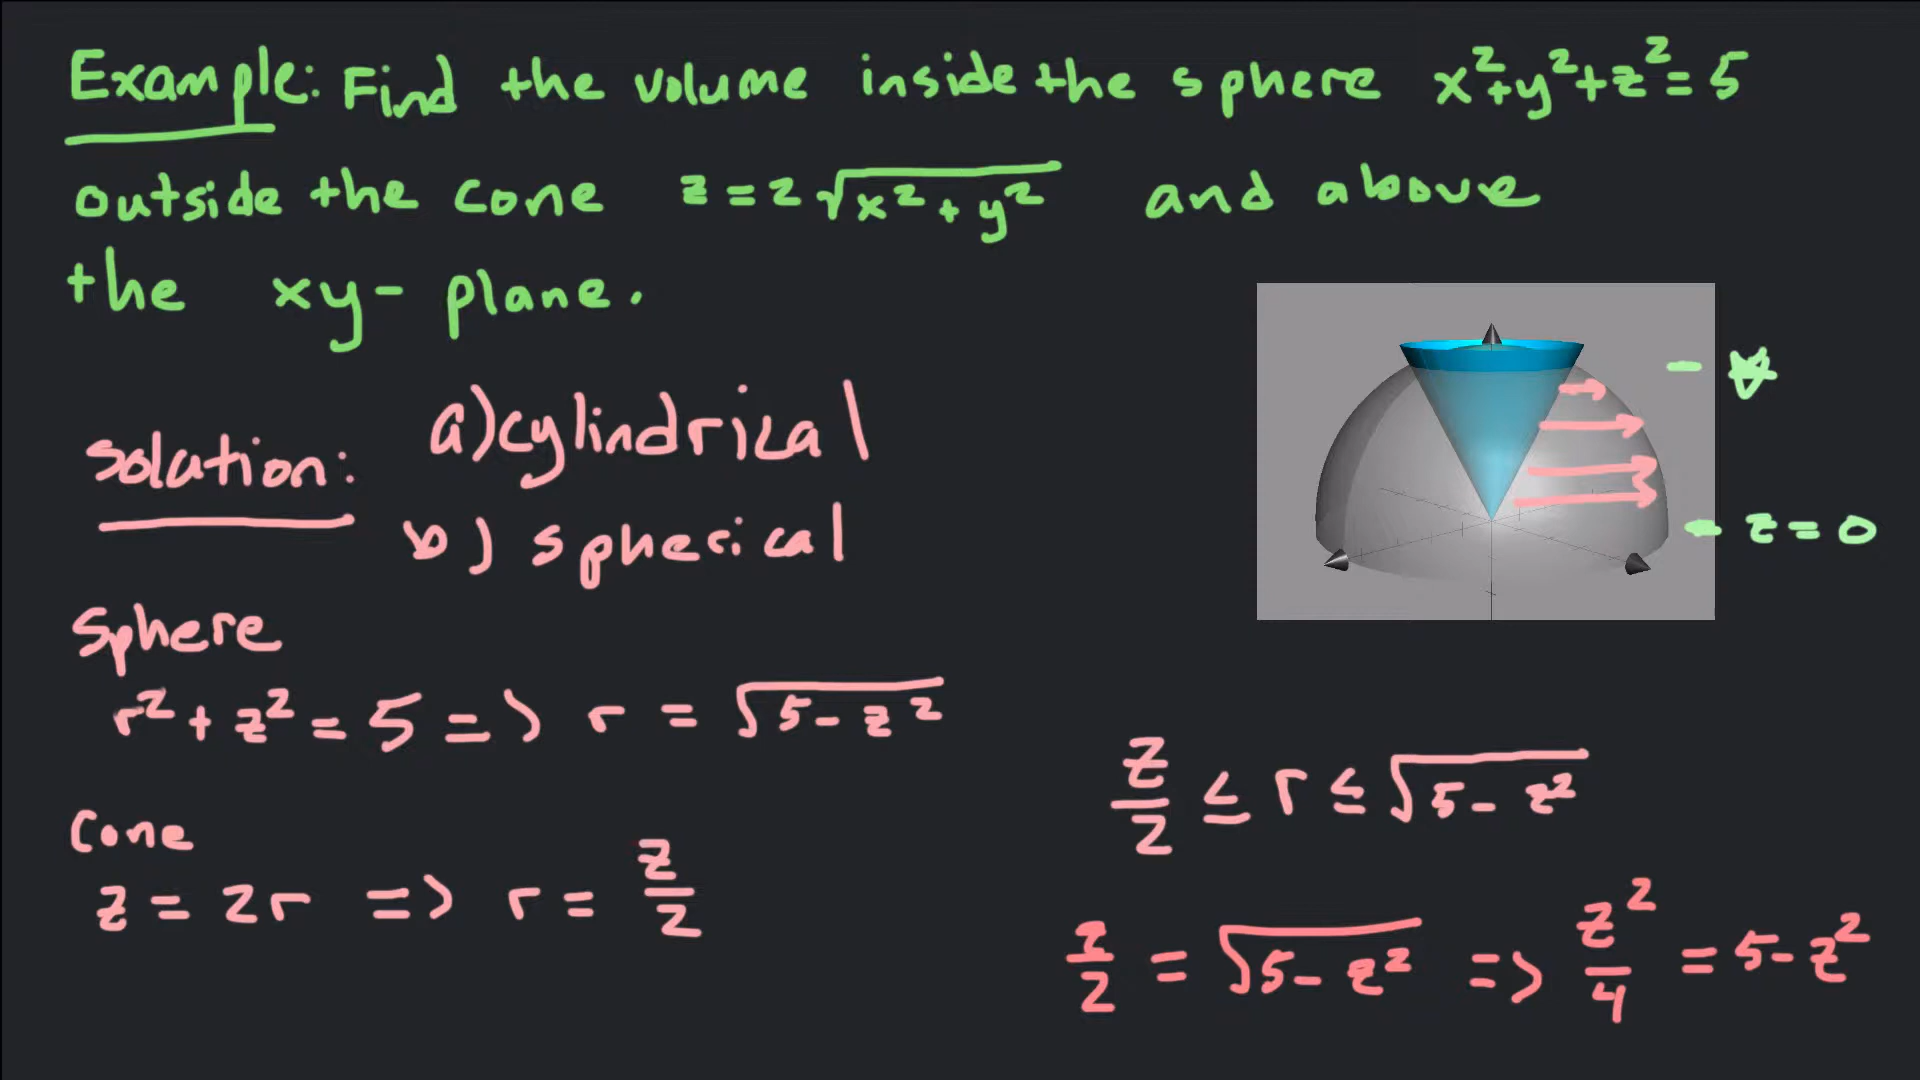 Example: Find the volume inside the sphere x²+y²+z²=5
outside the cone z=2√(x²+y²) and above
the xy-plane.
solution: a) cylindrical
b) spherical
Sphere
r²+z²=5 => r = √(5-z²)
Cone
z = 2r => r = z/2
- z=0
z/2 ≤ r ≤ √(5-z²)
z/2 = √(5-z²) => z²/4 = 5-z²